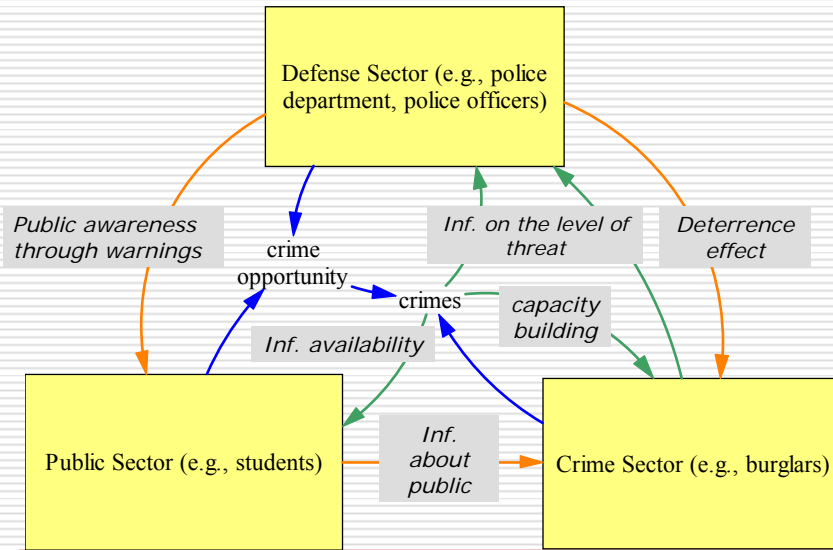 Defense Sector (e.g., police
department, police officers)
Public awareness
through warnings
Inf. on the level of
threat
Deterrence
effect
crime
opportunity
crimes
capacity
building
Inf. availability
Public Sector (e.g., students)
Inf.
about
public
Crime Sector (e.g., burglars)